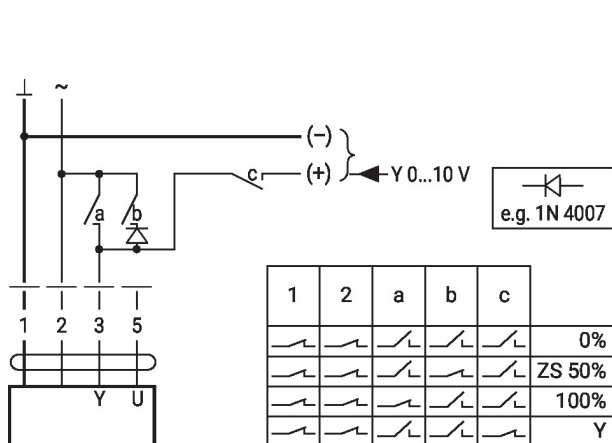 ⊥ ~
(−)
c (+) Y 0...10 V
a b
e.g. 1N 4007
1 2 3 5
Y U
1 2 a b c
0%
ZS 50%
100%
Y